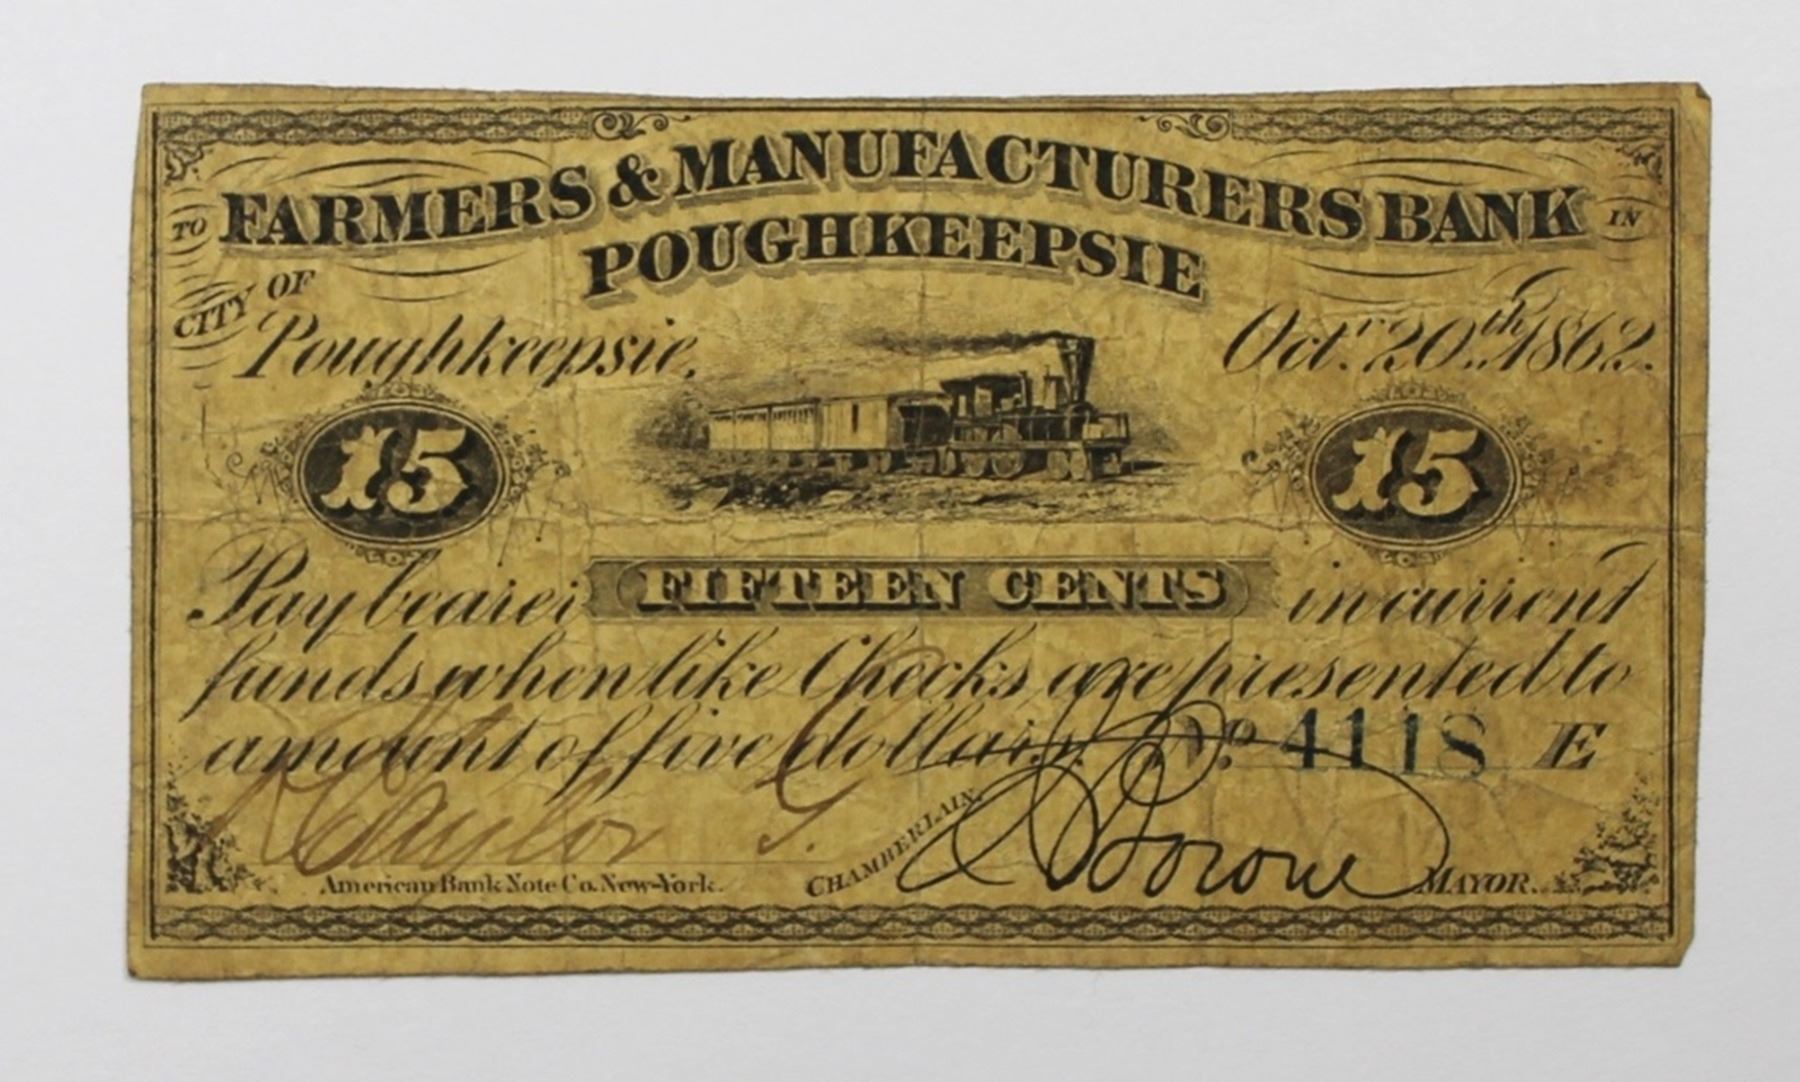 TO FARMERS & MANUFACTURERS BANK IN
POUGHKEEPSIE
CITY OF Poughkeepsie, Octr. 20th, 1862.
15 15
Pay bearer FIFTEEN CENTS in current
funds when like Checks are presented to
amount of five dollars. No. 4118 E
Taylor
CHAMBERLAIN.
MAYOR.
American Bank Note Co. New-York.